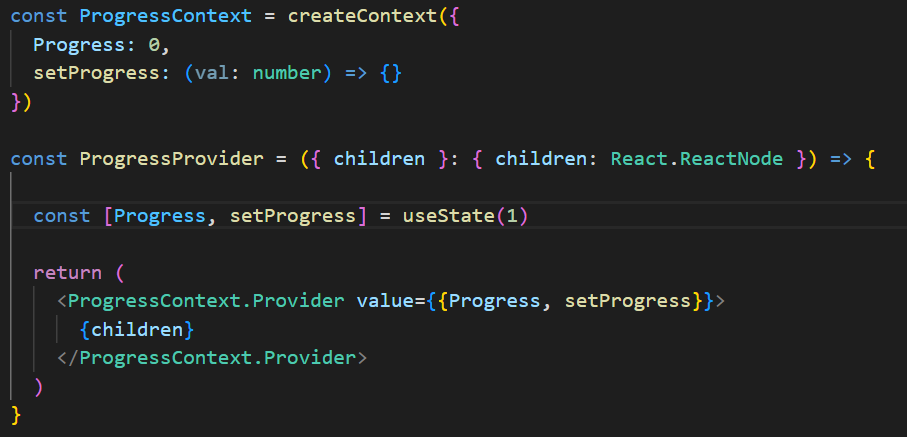 const ProgressContext = createContext({
  Progress: 0,
  setProgress: (val: number) => {}
})

const ProgressProvider = ({ children }: { children: React.ReactNode }) => {

  const [Progress, setProgress] = useState(1)

  return (
    <ProgressContext.Provider value={{Progress, setProgress}}>
      {children}
    </ProgressContext.Provider>
  )
}